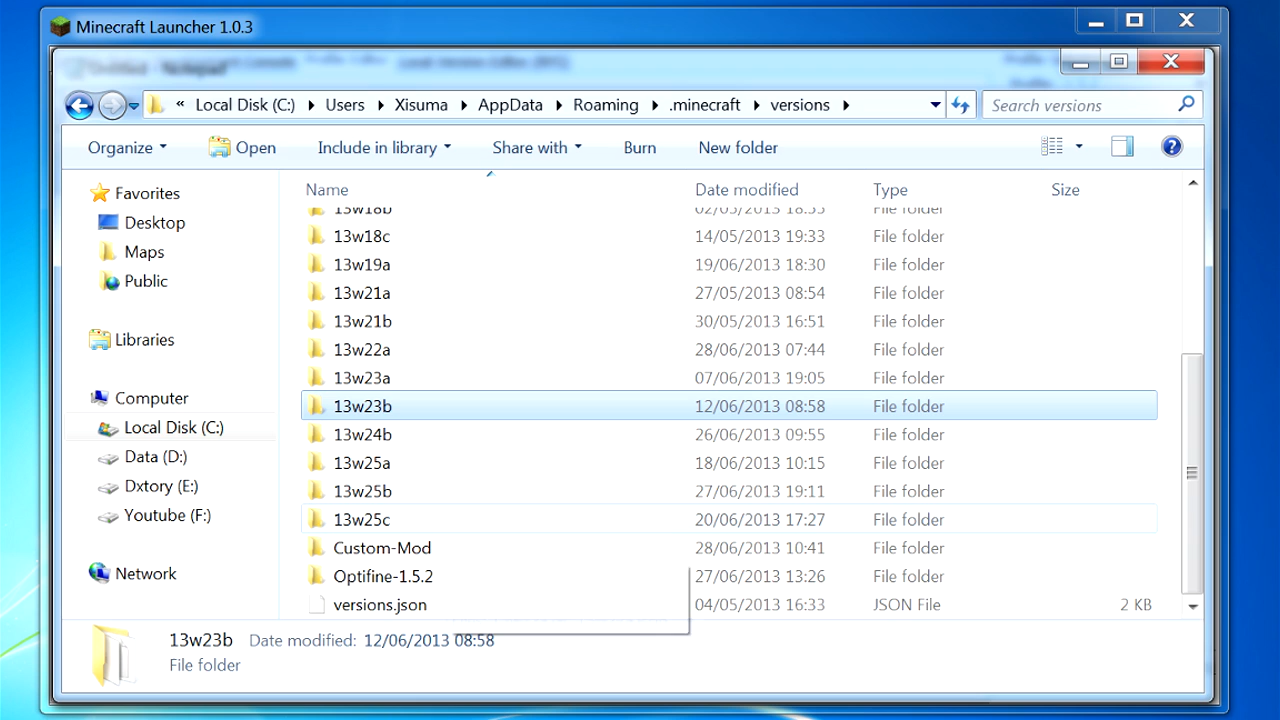 Minecraft Launcher 1.0.3
« Local Disk (C:) Users Xisuma AppData Roaming .minecraft versions Search versions
Organize Open Include in library Share with Burn New folder
Name Date modified Type Size
Favorites
Desktop
Maps
Public
Libraries
Computer
Local Disk (C:)
Data (D:)
Dxtory (E:)
Youtube (F:)
Network
13w18b 02/05/2013 18:55 File folder
13w18c 14/05/2013 19:33 File folder
13w19a 19/06/2013 18:30 File folder
13w21a 27/05/2013 08:54 File folder
13w21b 30/05/2013 16:51 File folder
13w22a 28/06/2013 07:44 File folder
13w23a 07/06/2013 19:05 File folder
13w23b 12/06/2013 08:58 File folder
13w24b 26/06/2013 09:55 File folder
13w25a 18/06/2013 10:15 File folder
13w25b 27/06/2013 19:11 File folder
13w25c 20/06/2013 17:27 File folder
Custom-Mod 28/06/2013 10:41 File folder
Optifine-1.5.2 27/06/2013 13:26 File folder
versions.json 04/05/2013 16:33 JSON File 2 KB
13w23b Date modified: 12/06/2013 08:58
File folder